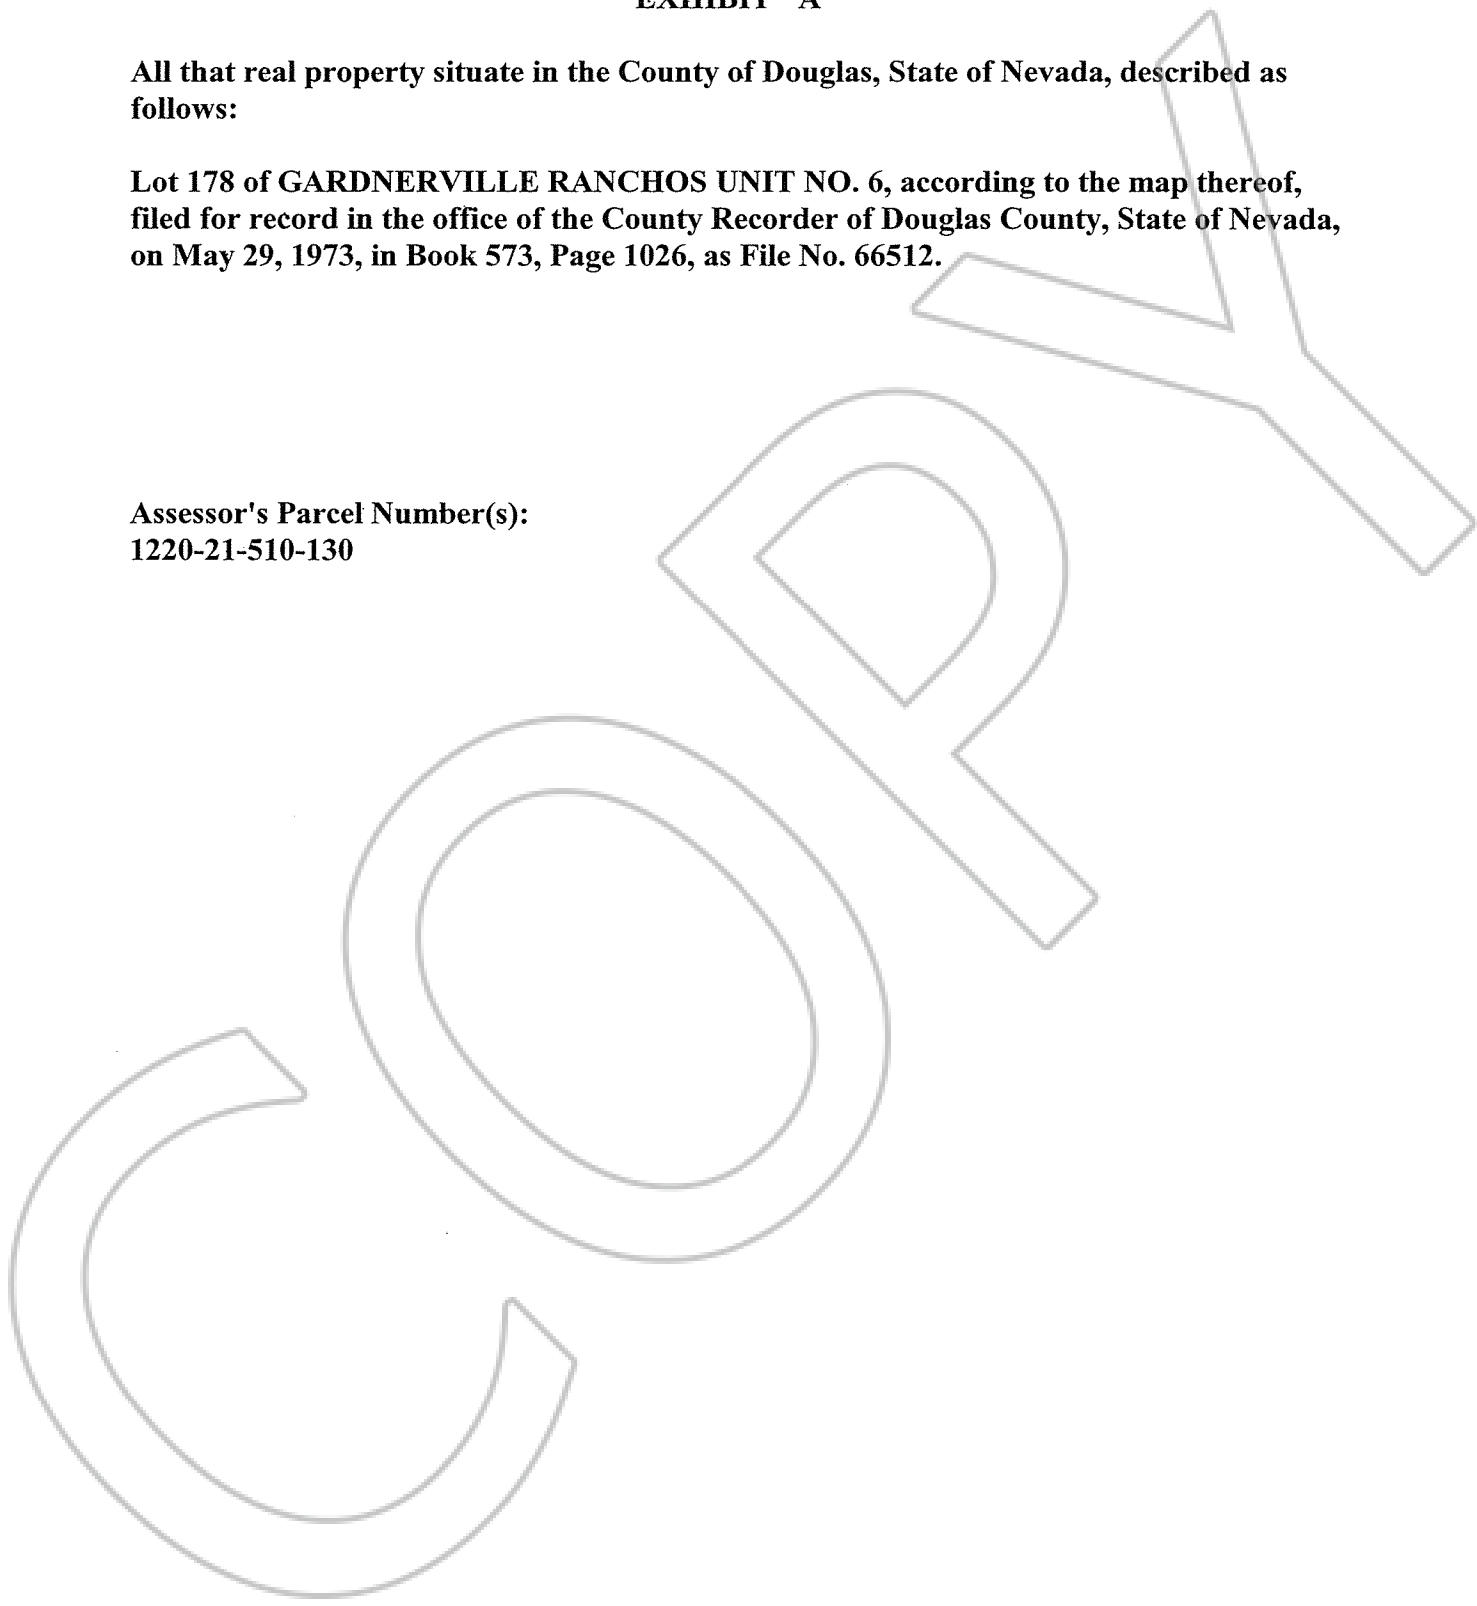 EXHIBIT "A"
All that real property situate in the County of Douglas, State of Nevada, described as
follows:
Lot 178 of GARDNERVILLE RANCHOS UNIT NO. 6, according to the map thereof,
filed for record in the office of the County Recorder of Douglas County, State of Nevada,
on May 29, 1973, in Book 573, Page 1026, as File No. 66512.
Assessor's Parcel Number(s):
1220-21-510-130
COPY